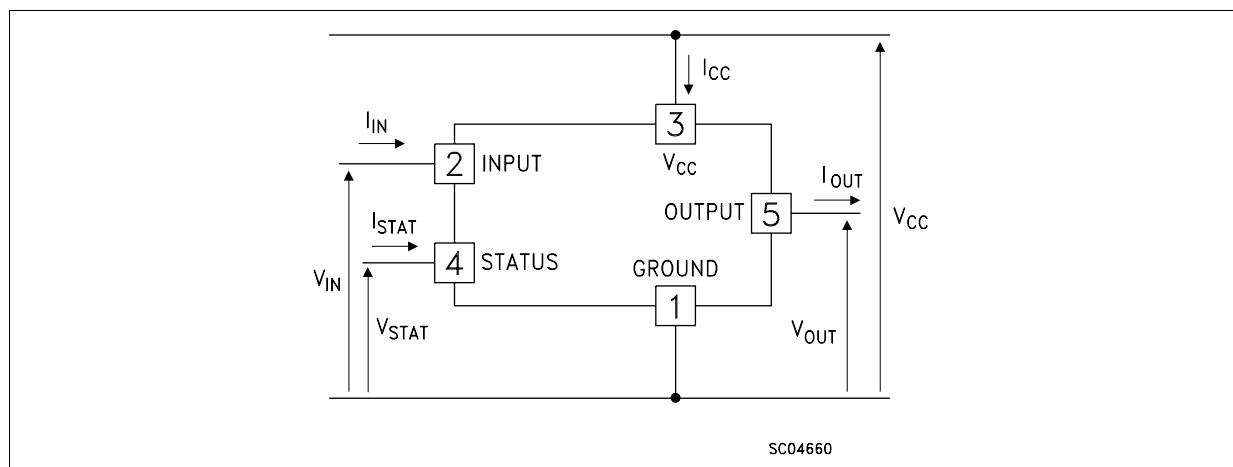 I_CC
I_IN
3
V_CC
2 INPUT
I_OUT
OUTPUT 5
V_CC
I_STAT
4 STATUS
GROUND
V_IN
1
V_STAT
V_OUT
SC04660